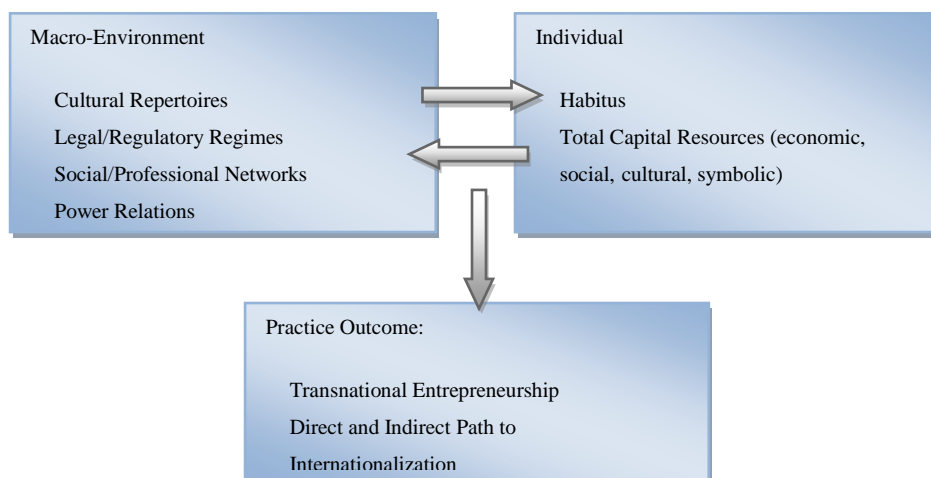 Macro-Environment
Cultural Repertoires
Legal/Regulatory Regimes
Social/Professional Networks
Power Relations
Individual
Habitus
Total Capital Resources (economic,
social, cultural, symbolic)
Practice Outcome:
Transnational Entrepreneurship
Direct and Indirect Path to
Internationalization